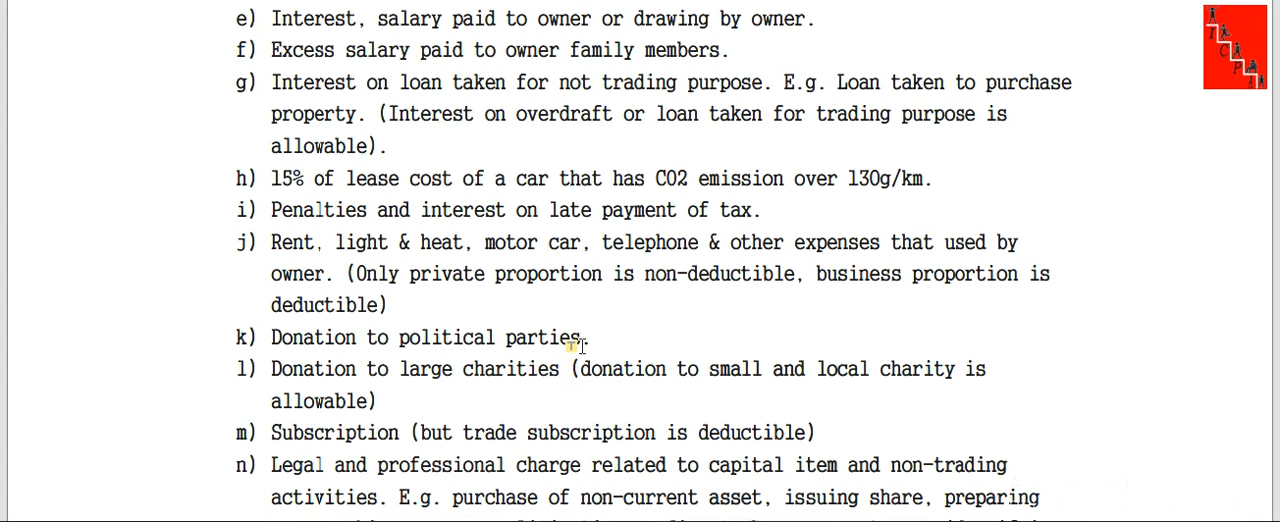 e) Interest, salary paid to owner or drawing by owner.
f) Excess salary paid to owner family members.
g) Interest on loan taken for not trading purpose. E.g. Loan taken to purchase
property. (Interest on overdraft or loan taken for trading purpose is
allowable).
h) 15% of lease cost of a car that has CO2 emission over 130g/km.
i) Penalties and interest on late payment of tax.
j) Rent, light & heat, motor car, telephone & other expenses that used by
owner. (Only private proportion is non-deductible, business proportion is
deductible)
k) Donation to political parties.
l) Donation to large charities (donation to small and local charity is
allowable)
m) Subscription (but trade subscription is deductible)
n) Legal and professional charge related to capital item and non-trading
activities. E.g. purchase of non-current asset, issuing share, preparing
T
C
P